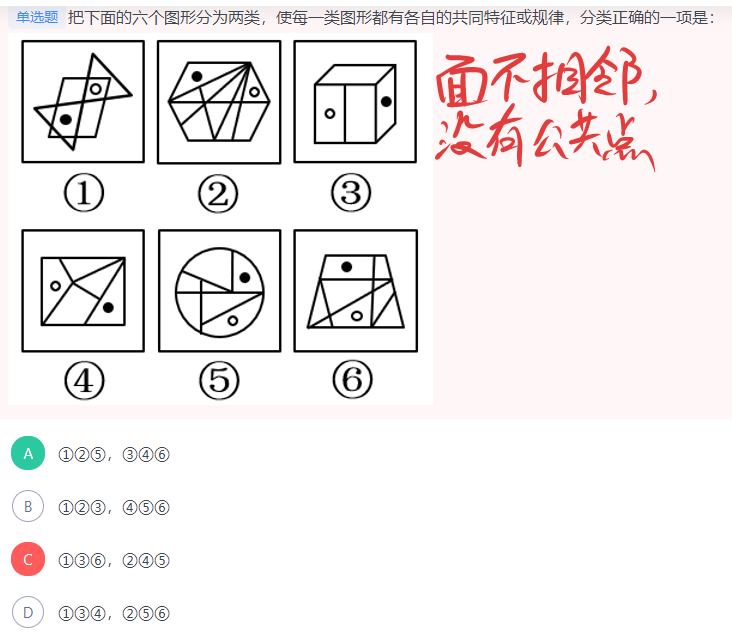 单选题 把下面的六个图形分为两类，使每一类图形都有各自的共同特征或规律，分类正确的一项是：
面不相邻，
没有公共点
① ② ③
④ ⑤ ⑥
A ①②⑤，③④⑥
B ①②③，④⑤⑥
C ①③⑥，②④⑤
D ①③④，②⑤⑥